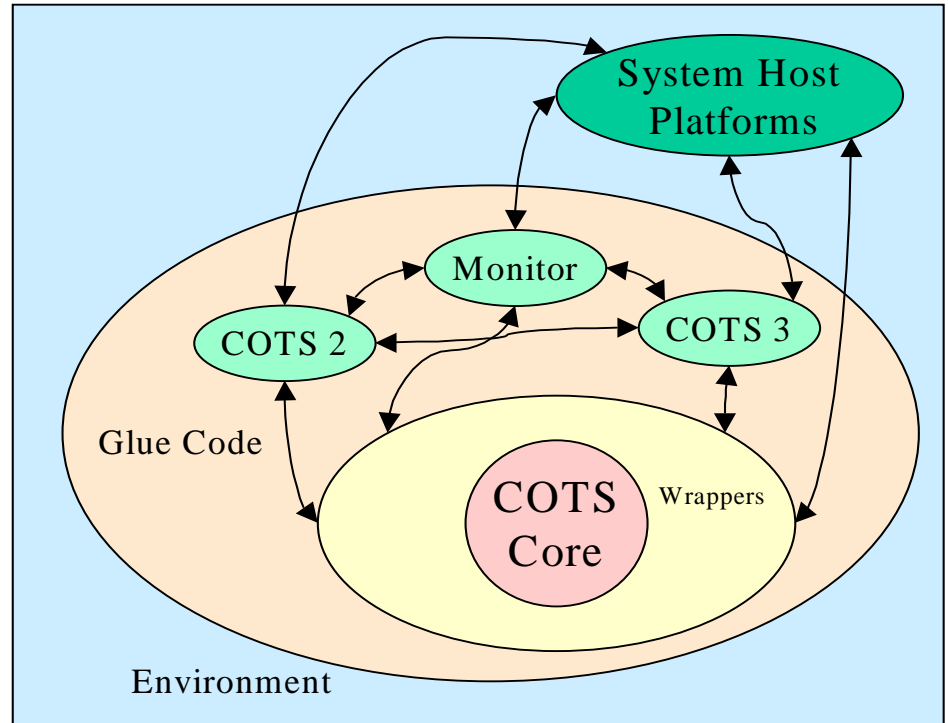 System Host
Platforms
Monitor
COTS 2
COTS 3
Glue Code
COTS
Core
Wrappers
Environment